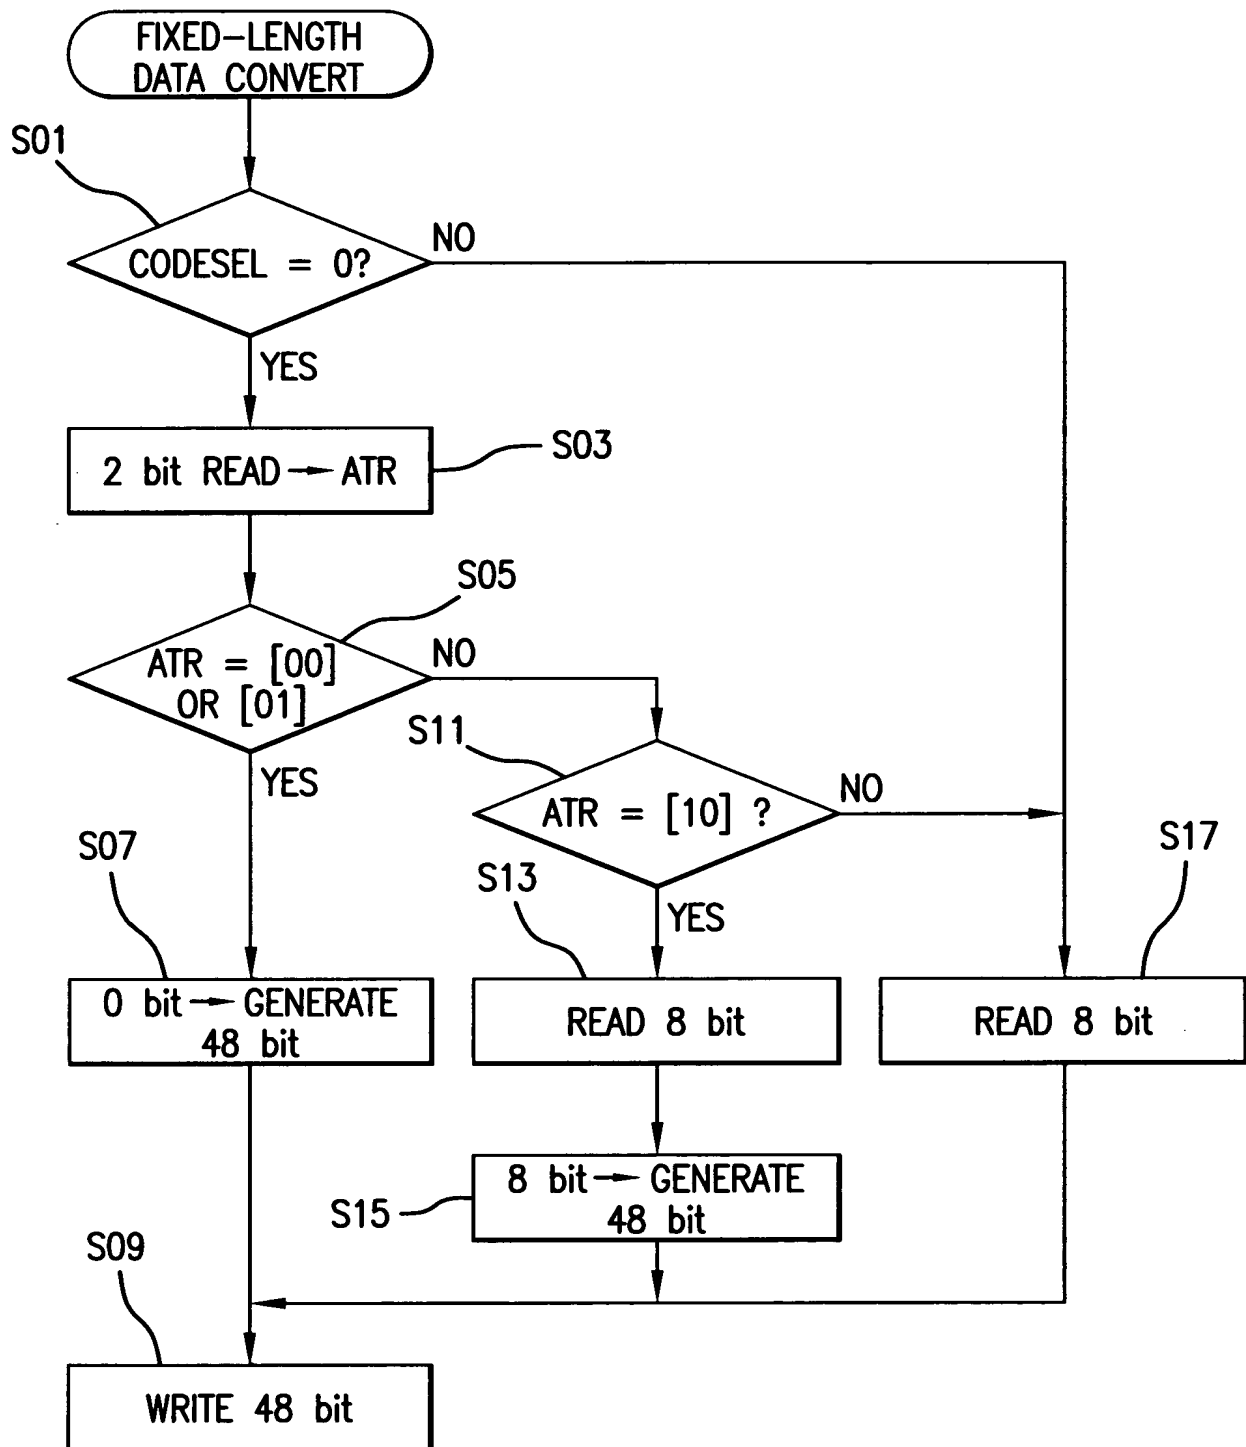 FIXED-LENGTH
DATA CONVERT
S01
CODESEL = 0?
NO
YES
2 bit READ → ATR
S03
S05
ATR = [00]
OR [01]
NO
YES
S11
ATR = [10] ?
NO
YES
S07
0 bit → GENERATE
48 bit
S13
READ 8 bit
S17
READ 8 bit
8 bit → GENERATE
48 bit
S15
S09
WRITE 48 bit